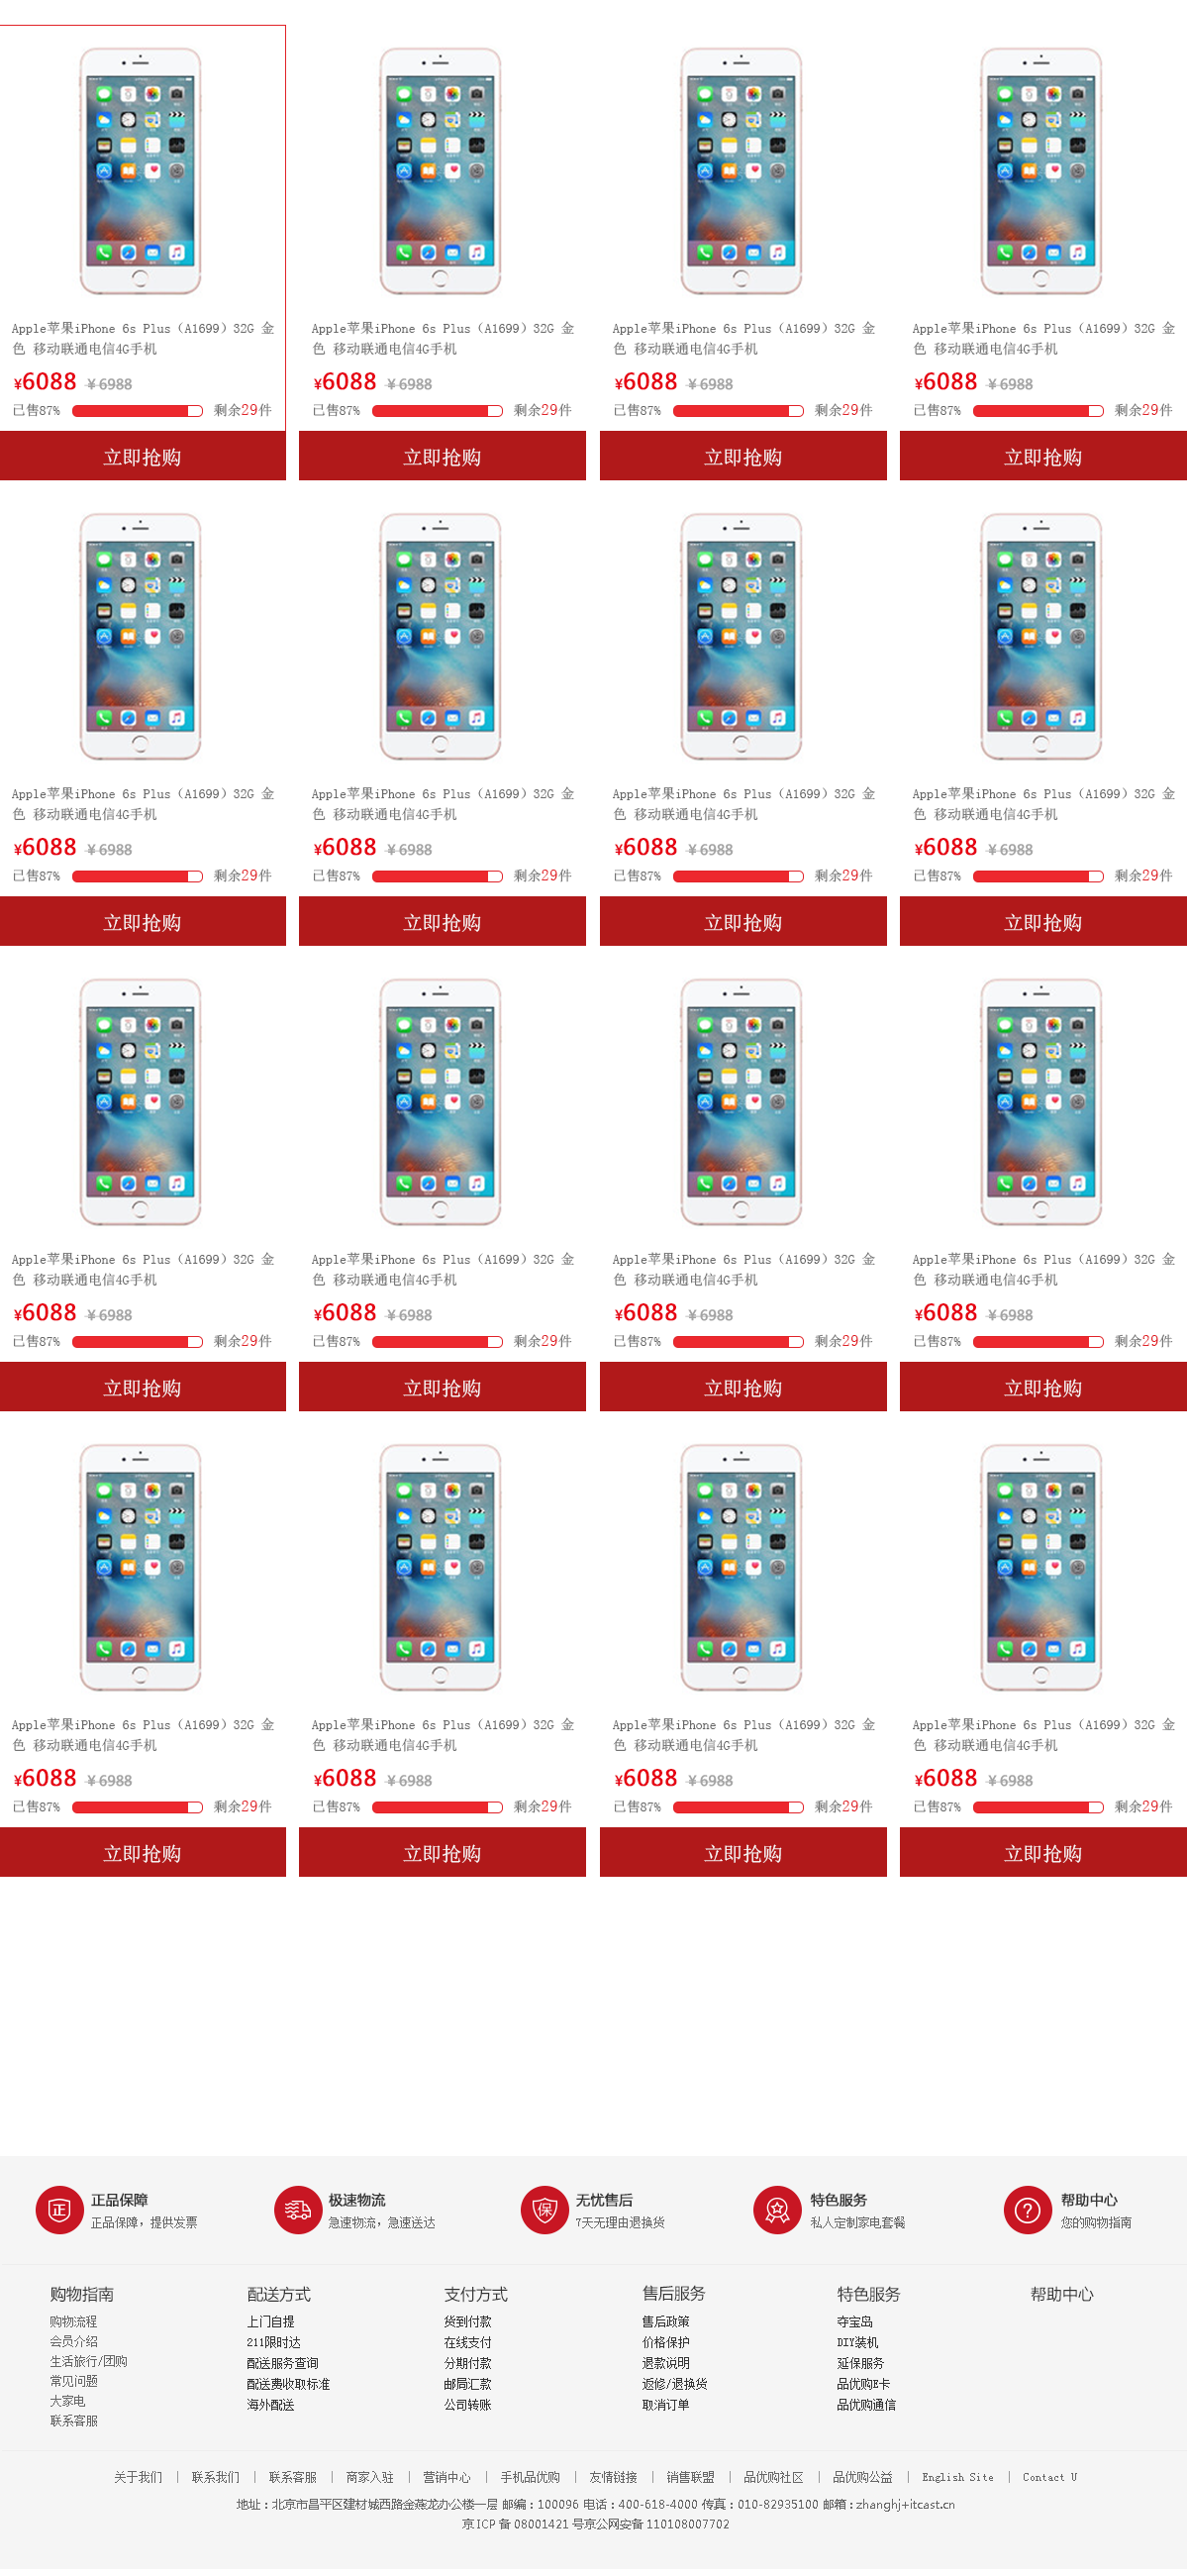 Apple苹果iPhone 6s Plus（A1699）32G 金 Apple苹果iPhone 6s Plus（A1699）32G 金 Apple苹果iPhone 6s Plus（A1699）32G 金 Apple苹果iPhone 6s Plus（A1699）32G 金
色 移动联通电信4G手机 色 移动联通电信4G手机 色 移动联通电信4G手机 色 移动联通电信4G手机
¥6088 ¥6988 ¥6088 ¥6988 ¥6088 ¥6988 ¥6088 ¥6988
已售87% 剩余29件 已售87% 剩余29件 已售87% 剩余29件 已售87% 剩余29件
立即抢购 立即抢购 立即抢购 立即抢购
Apple苹果iPhone 6s Plus（A1699）32G 金 Apple苹果iPhone 6s Plus（A1699）32G 金 Apple苹果iPhone 6s Plus（A1699）32G 金 Apple苹果iPhone 6s Plus（A1699）32G 金
色 移动联通电信4G手机 色 移动联通电信4G手机 色 移动联通电信4G手机 色 移动联通电信4G手机
¥6088 ¥6988 ¥6088 ¥6988 ¥6088 ¥6988 ¥6088 ¥6988
已售87% 剩余29件 已售87% 剩余29件 已售87% 剩余29件 已售87% 剩余29件
立即抢购 立即抢购 立即抢购 立即抢购
Apple苹果iPhone 6s Plus（A1699）32G 金 Apple苹果iPhone 6s Plus（A1699）32G 金 Apple苹果iPhone 6s Plus（A1699）32G 金 Apple苹果iPhone 6s Plus（A1699）32G 金
色 移动联通电信4G手机 色 移动联通电信4G手机 色 移动联通电信4G手机 色 移动联通电信4G手机
¥6088 ¥6988 ¥6088 ¥6988 ¥6088 ¥6988 ¥6088 ¥6988
已售87% 剩余29件 已售87% 剩余29件 已售87% 剩余29件 已售87% 剩余29件
立即抢购 立即抢购 立即抢购 立即抢购
Apple苹果iPhone 6s Plus（A1699）32G 金 Apple苹果iPhone 6s Plus（A1699）32G 金 Apple苹果iPhone 6s Plus（A1699）32G 金 Apple苹果iPhone 6s Plus（A1699）32G 金
色 移动联通电信4G手机 色 移动联通电信4G手机 色 移动联通电信4G手机 色 移动联通电信4G手机
¥6088 ¥6988 ¥6088 ¥6988 ¥6088 ¥6988 ¥6088 ¥6988
已售87% 剩余29件 已售87% 剩余29件 已售87% 剩余29件 已售87% 剩余29件
立即抢购 立即抢购 立即抢购 立即抢购
正
正品保障
正品保障，提供发票
极速物流
急速物流，急速送达
保
无忧售后
7天无理由退换货
特色服务
私人定制家电套餐
?
帮助中心
您的购物指南
购物指南
购物流程
会员介绍
生活旅行/团购
常见问题
大家电
联系客服
配送方式
上门自提
211限时达
配送服务查询
配送费收取标准
海外配送
支付方式
货到付款
在线支付
分期付款
邮局汇款
公司转账
售后服务
售后政策
价格保护
退款说明
返修/退换货
取消订单
特色服务
夺宝岛
DIY装机
延保服务
品优购E卡
品优购通信
帮助中心
关于我们 | 联系我们 | 联系客服 | 商家入驻 | 营销中心 | 手机品优购 | 友情链接 | 销售联盟 | 品优购社区 | 品优购公益 | English Site | Contact U
地址：北京市昌平区建材城西路金燕龙办公楼一层 邮编：100096 电话：400-618-4000 传真：010-82935100 邮箱：zhanghj+itcast.cn
京ICP备08001421号京公网安备110108007702